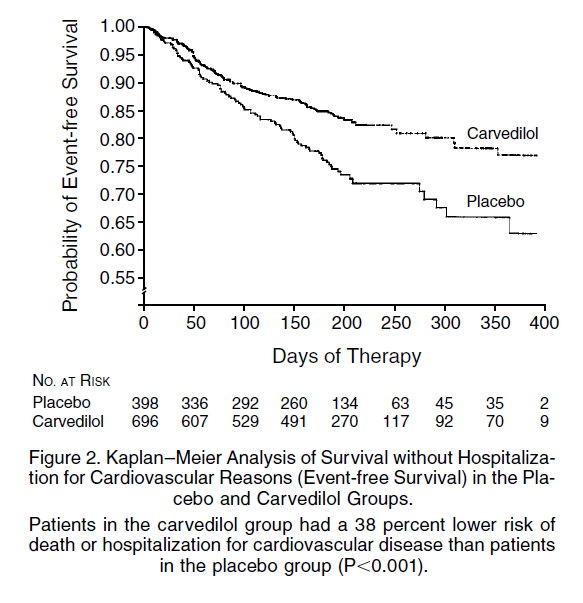 Probability of Event-free Survival
1.00
0.95
0.90
0.85
0.80
0.75
0.70
0.65
0.60
0.55
Carvedilol
Placebo
0 50 100 150 200 250 300 350 400
Days of Therapy
NO. AT RISK
Placebo 398 336 292 260 134 63 45 35 2
Carvedilol 696 607 529 491 270 117 92 70 9
Figure 2. Kaplan–Meier Analysis of Survival without Hospitaliza-
tion for Cardiovascular Reasons (Event-free Survival) in the Pla-
cebo and Carvedilol Groups.
Patients in the carvedilol group had a 38 percent lower risk of
death or hospitalization for cardiovascular disease than patients
in the placebo group (P<0.001).